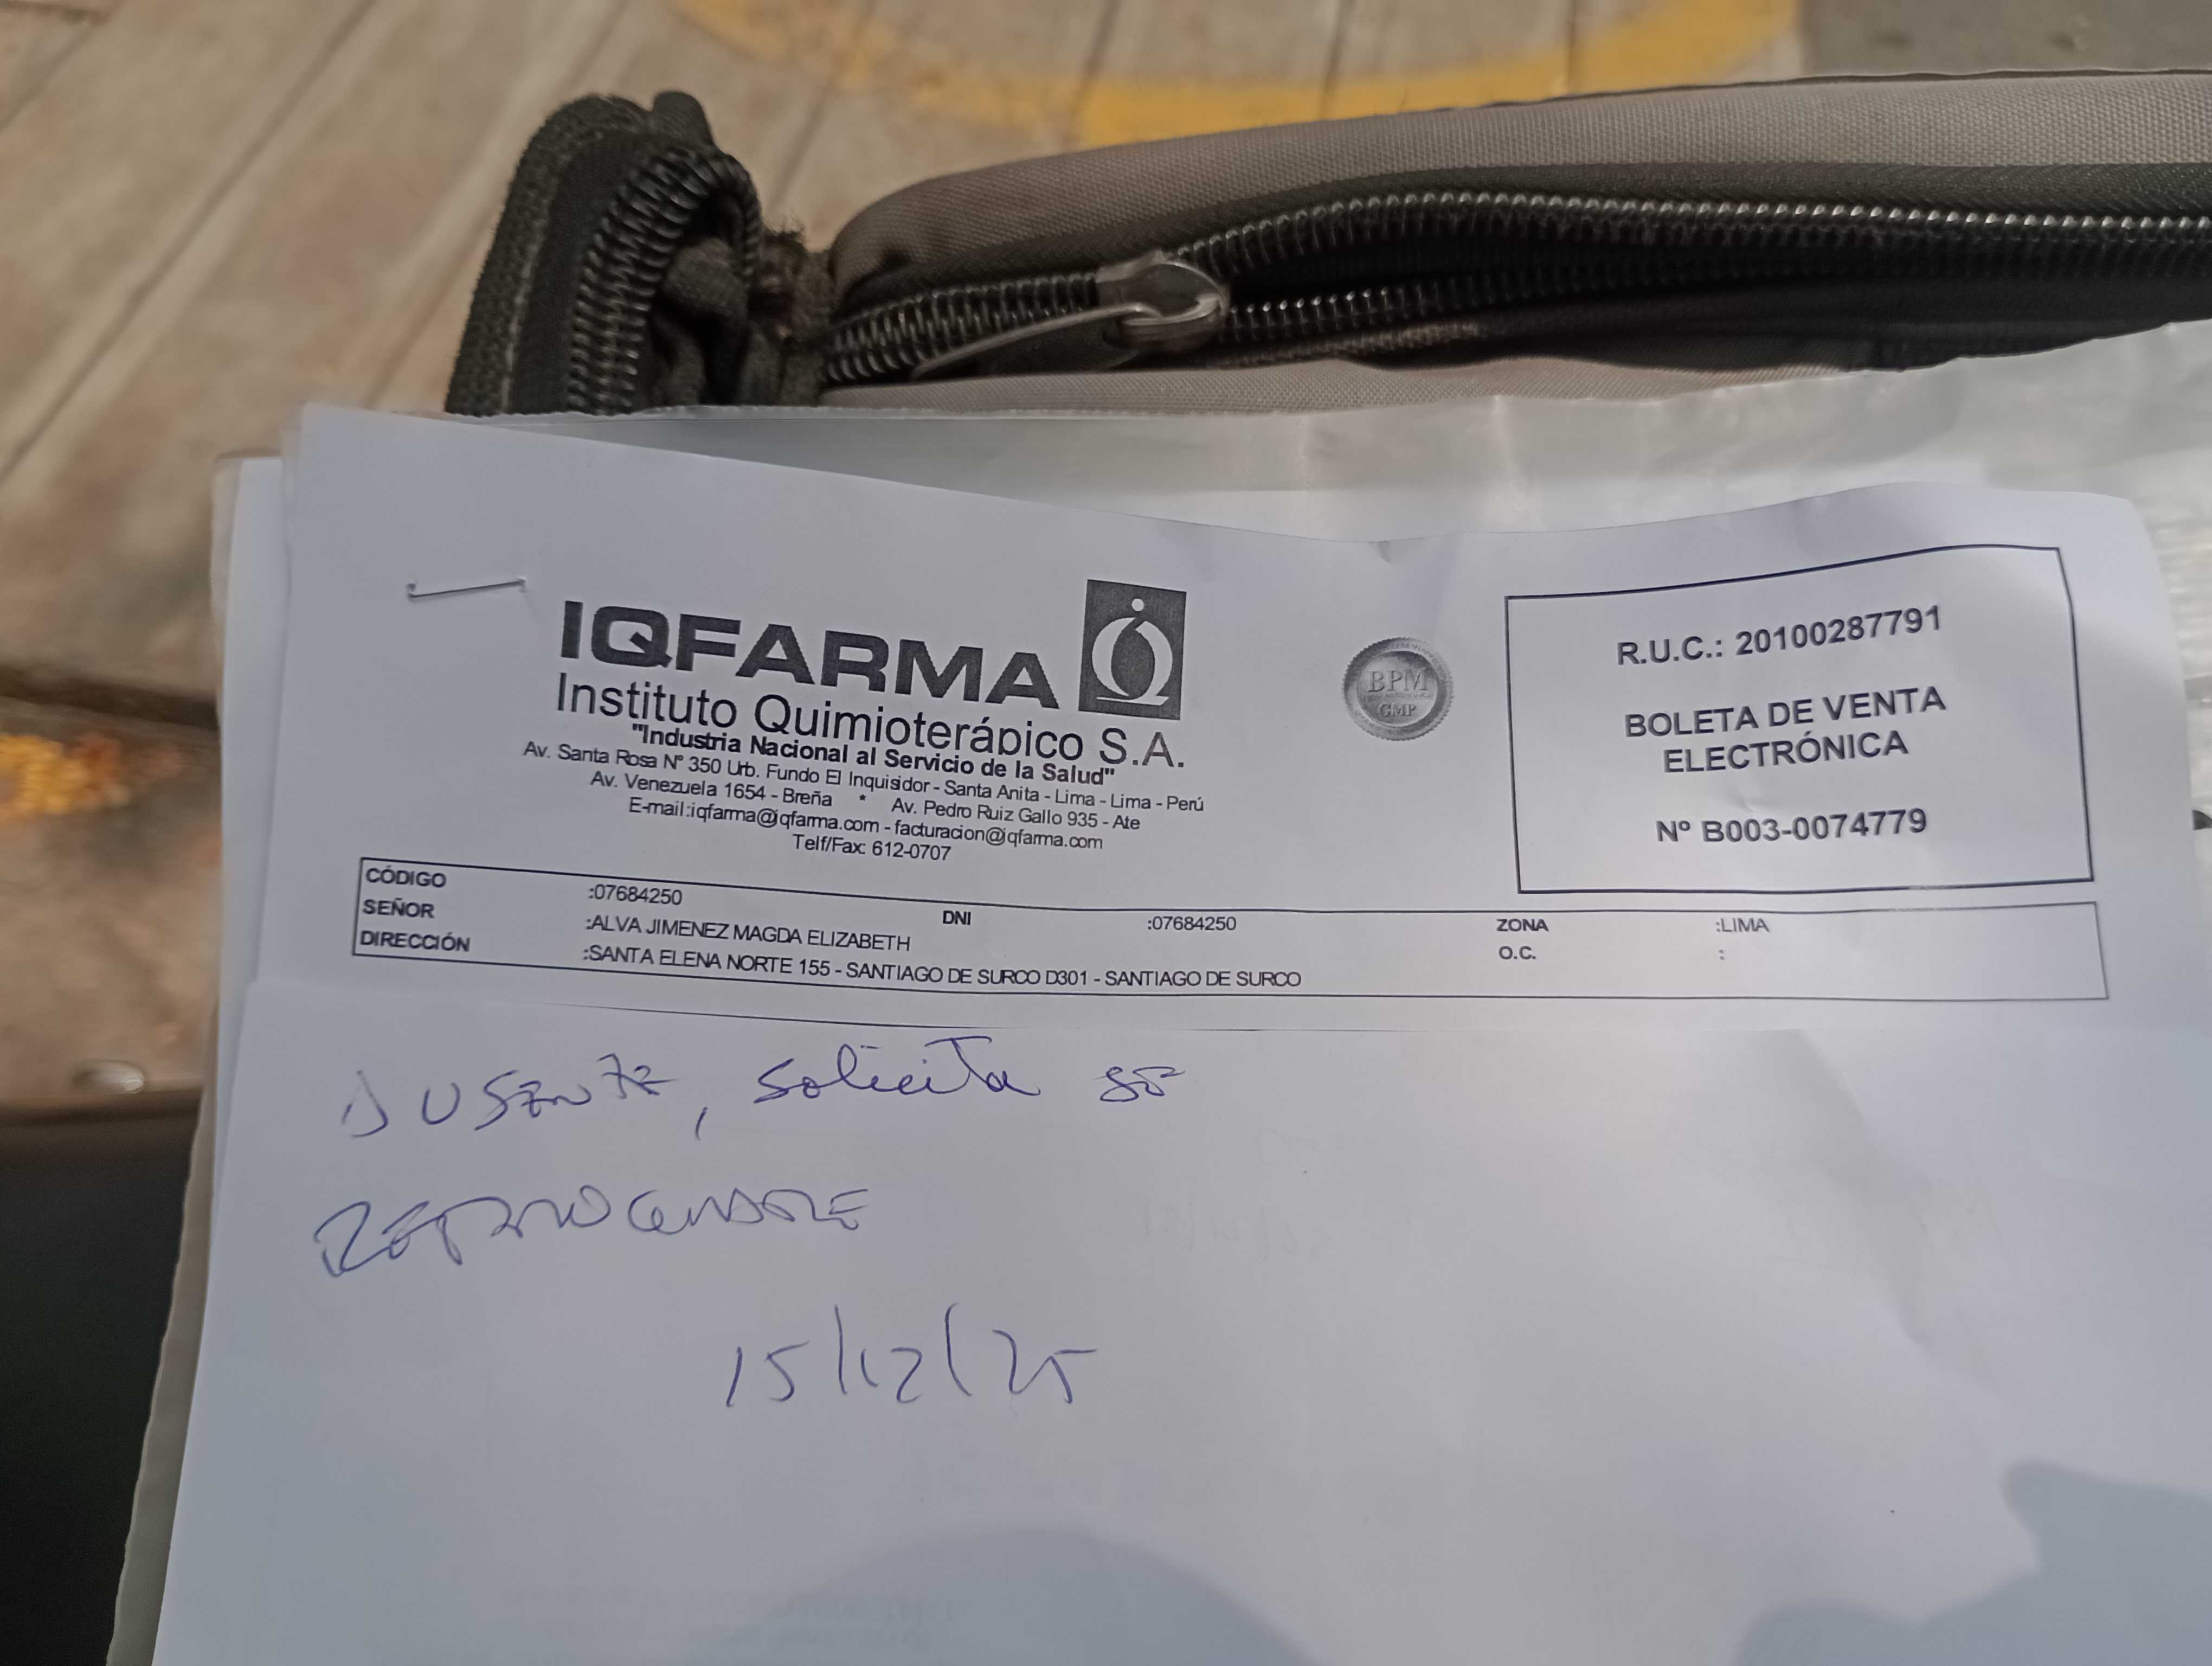 IQFARMA
Instituto Quimioterápico S.A.
"Industria Nacional al Servicio de la Salud"
Av. Santa Rosa Nº 350 Urb. Fundo El Inquisidor - Santa Anita - Lima - Lima - Perú
Av. Venezuela 1654 - Breña * Av. Pedro Ruiz Gallo 935 - Ate
E-mail:iqfarma@iqfarma.com - facturacion@iqfarma.com
Telf/Fax: 612-0707
BPM
GMP
R.U.C.: 20100287791
BOLETA DE VENTA
ELECTRÓNICA
Nº B003-0074779
CÓDIGO :07684250 DNI :07684250 ZONA :LIMA
SEÑOR :ALVA JIMENEZ MAGDA ELIZABETH O.C. :
DIRECCIÓN :SANTA ELENA NORTE 155 - SANTIAGO DE SURCO D301 - SANTIAGO DE SURCO
AUSENTE, solicita se
15/12/25